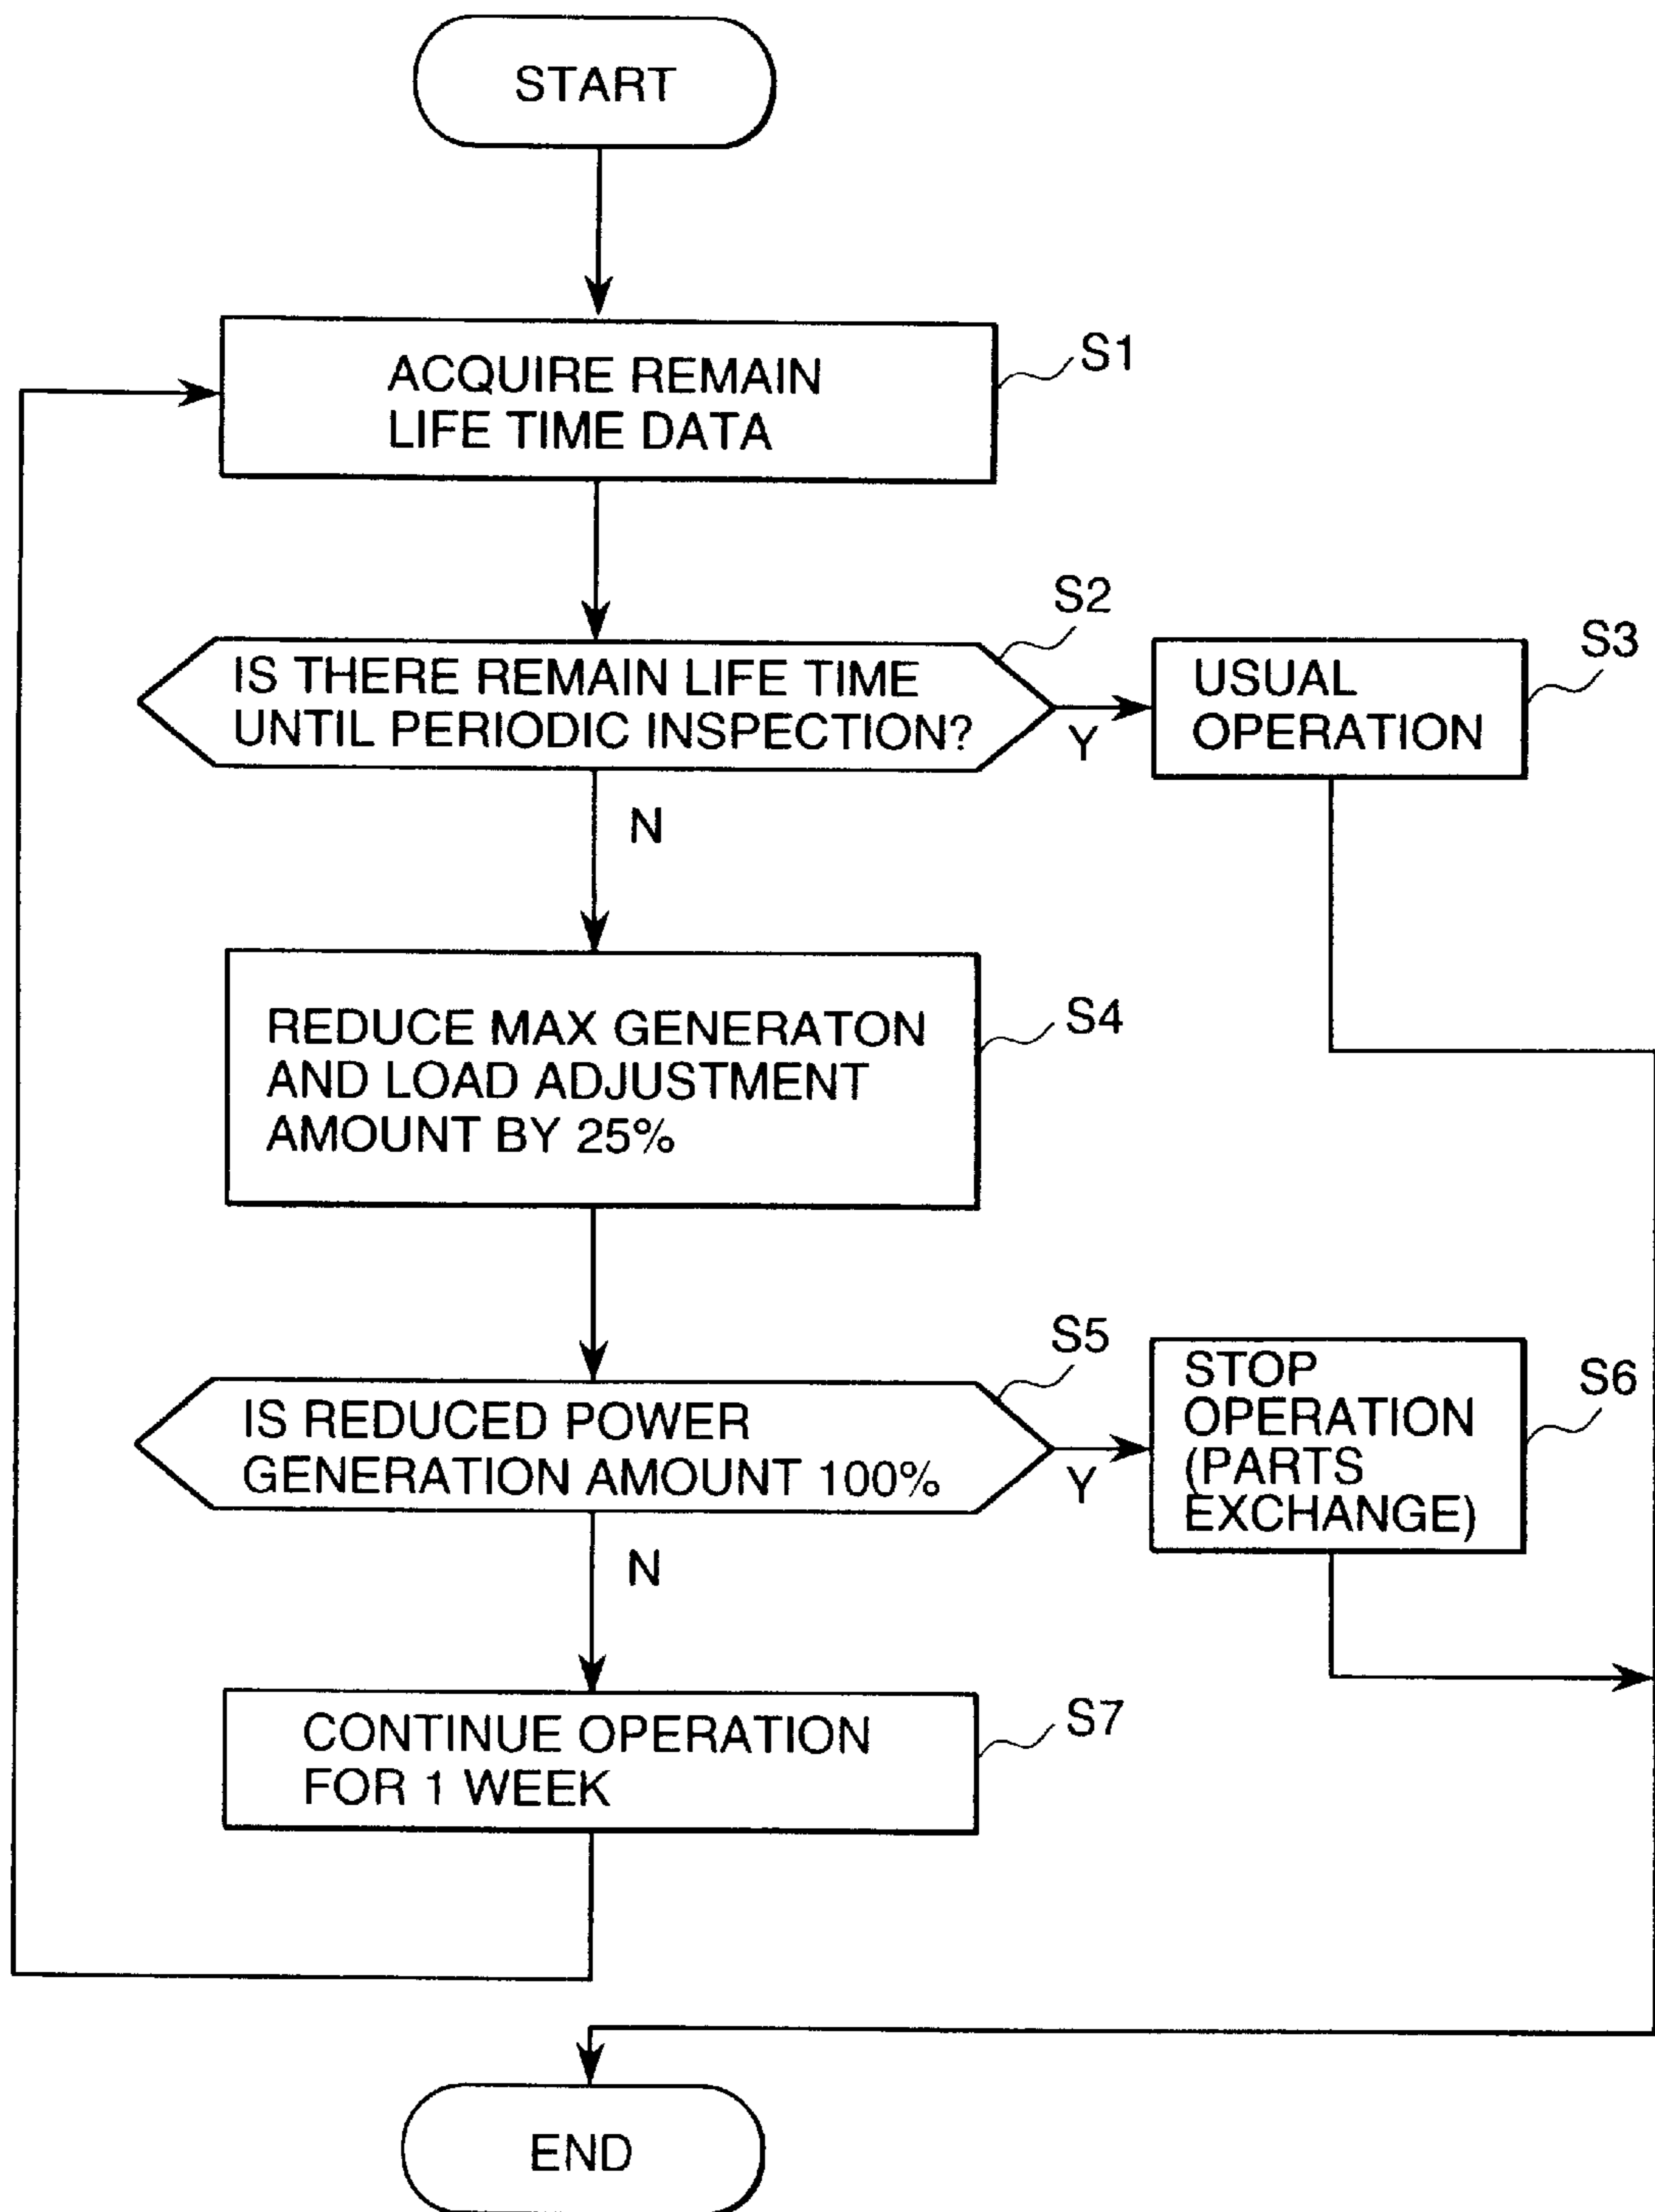 START
ACQUIRE REMAIN
LIFE TIME DATA
S1
IS THERE REMAIN LIFE TIME
UNTIL PERIODIC INSPECTION?
S2
Y
USUAL
OPERATION
S3
N
REDUCE MAX GENERATON
AND LOAD ADJUSTMENT
AMOUNT BY 25%
S4
IS REDUCED POWER
GENERATION AMOUNT 100%
S5
Y
STOP
OPERATION
(PARTS
EXCHANGE)
S6
N
CONTINUE OPERATION
FOR 1 WEEK
S7
END